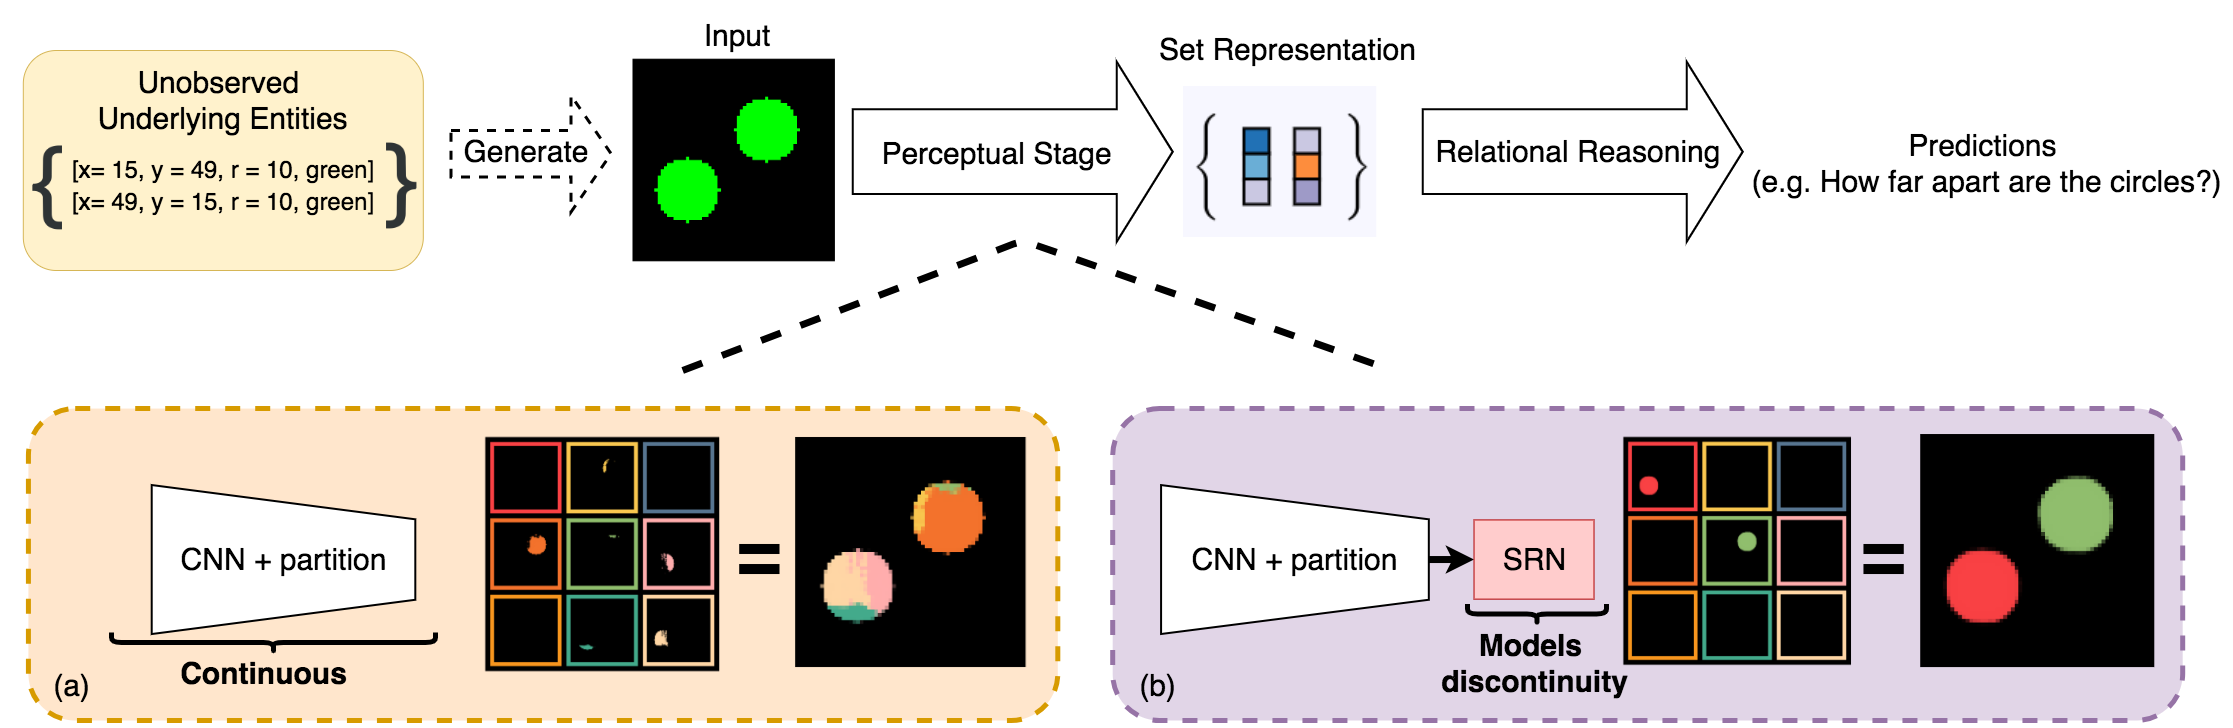 Unobserved
Underlying Entities
{ [x= 15, y = 49, r = 10, green]
[x= 49, y = 15, r = 10, green] }
Generate
Input
Perceptual Stage
Set Representation
{ }
Relational Reasoning
Predictions
(e.g. How far apart are the circles?)
CNN + partition
Continuous
(a)
=
CNN + partition
SRN
Models
discontinuity
(b)
=